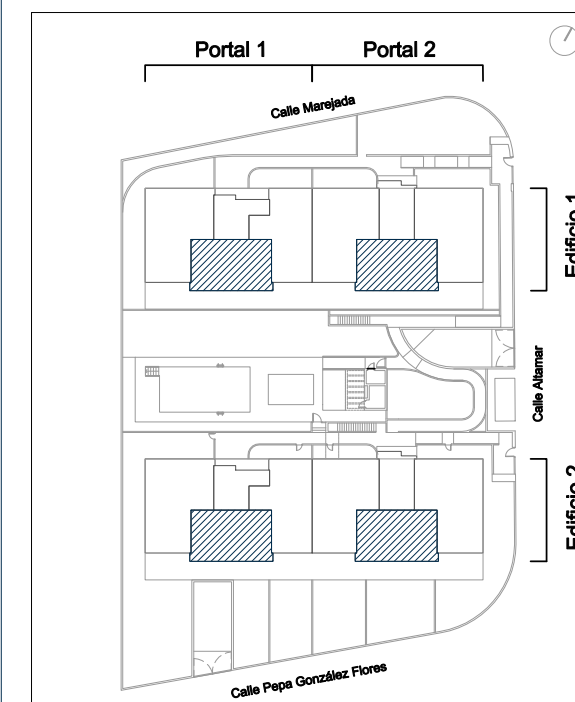 Portal 1
Portal 2
Calle Marejada
Edificio 1
Calle Altamar
Edificio 2
Calle Pepa González Flores